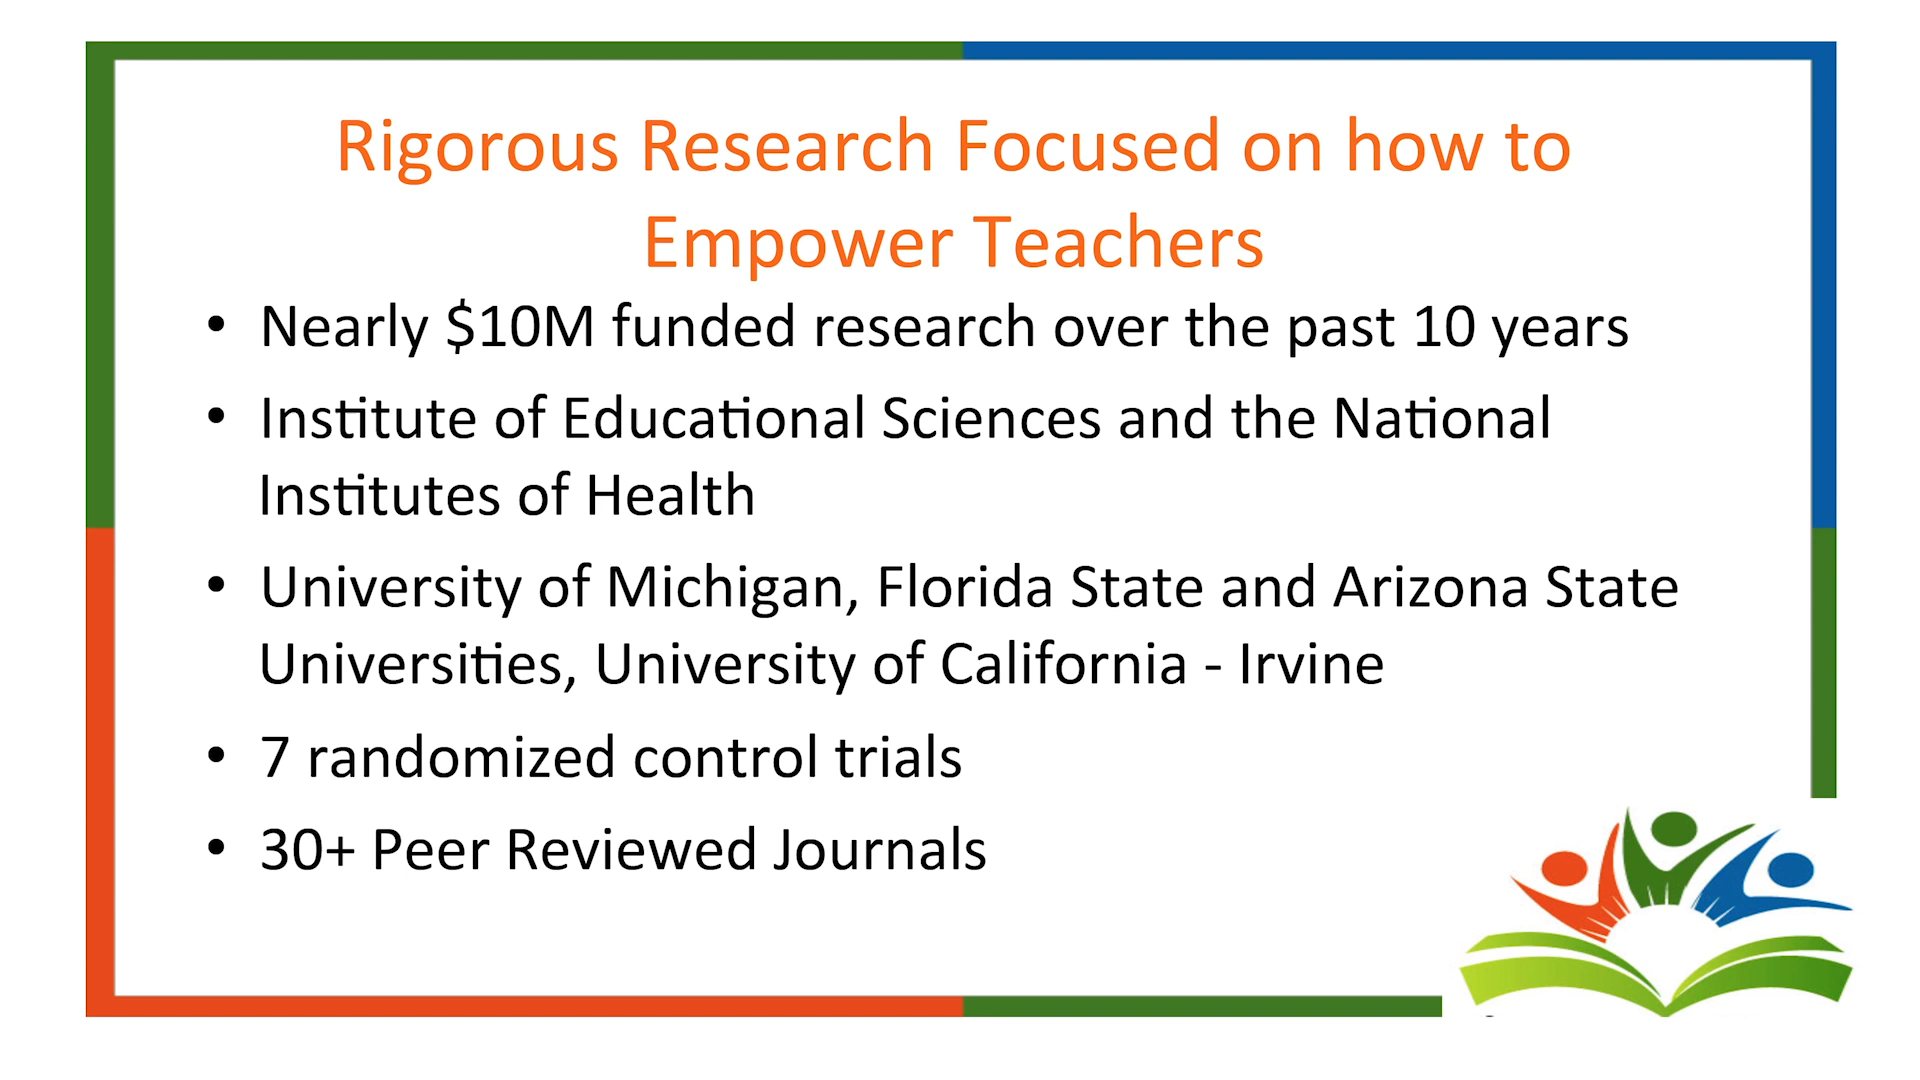 Rigorous Research Focused on how to
Empower Teachers
• Nearly $10M funded research over the past 10 years
• Institute of Educational Sciences and the National
Institutes of Health
• University of Michigan, Florida State and Arizona State
Universities, University of California - Irvine
• 7 randomized control trials
• 30+ Peer Reviewed Journals